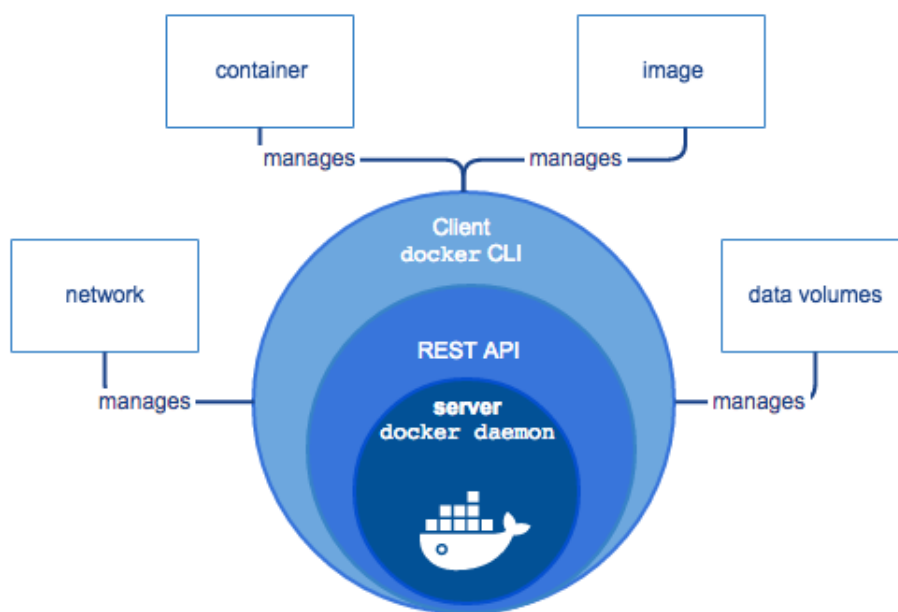 container
image
manages
manages
Client
docker CLI
network
data volumes
REST API
manages
manages
server
docker daemon